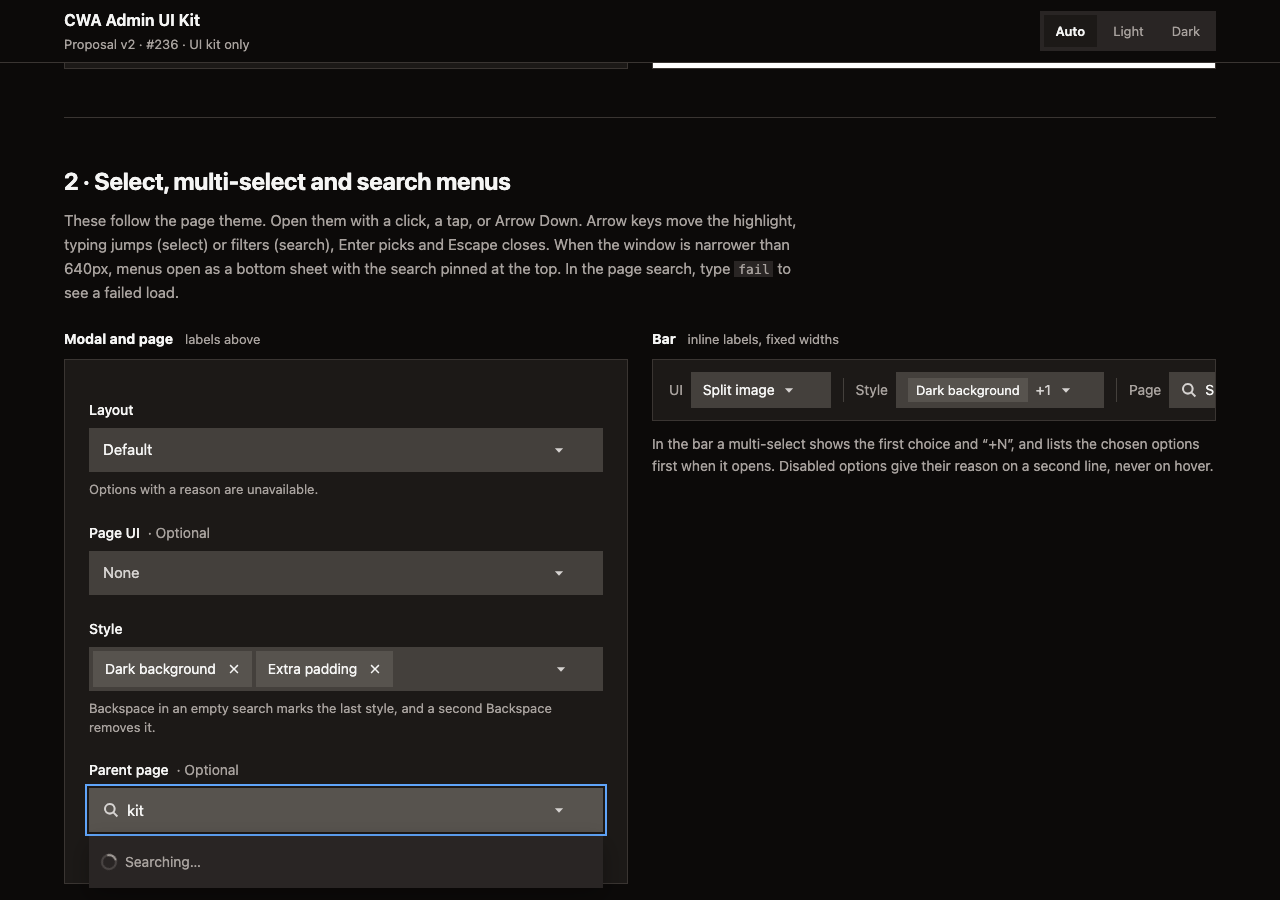 CWA Admin UI Kit
Proposal v2 · #236 · UI kit only
Auto
Light
Dark
2 · Select, multi-select and search menus
These follow the page theme. Open them with a click, a tap, or Arrow Down. Arrow keys move the highlight,
typing jumps (select) or filters (search), Enter picks and Escape closes. When the window is narrower than
640px, menus open as a bottom sheet with the search pinned at the top. In the page search, type fail to
see a failed load.
Modal and page labels above
Layout
Default
Options with a reason are unavailable.
Page UI · Optional
None
Style
Dark background
Extra padding
Backspace in an empty search marks the last style, and a second Backspace
removes it.
Parent page · Optional
kit
Searching…
Bar inline labels, fixed widths
UI Split image Style Dark background +1 Page S
In the bar a multi-select shows the first choice and “+N”, and lists the chosen options
first when it opens. Disabled options give their reason on a second line, never on hover.